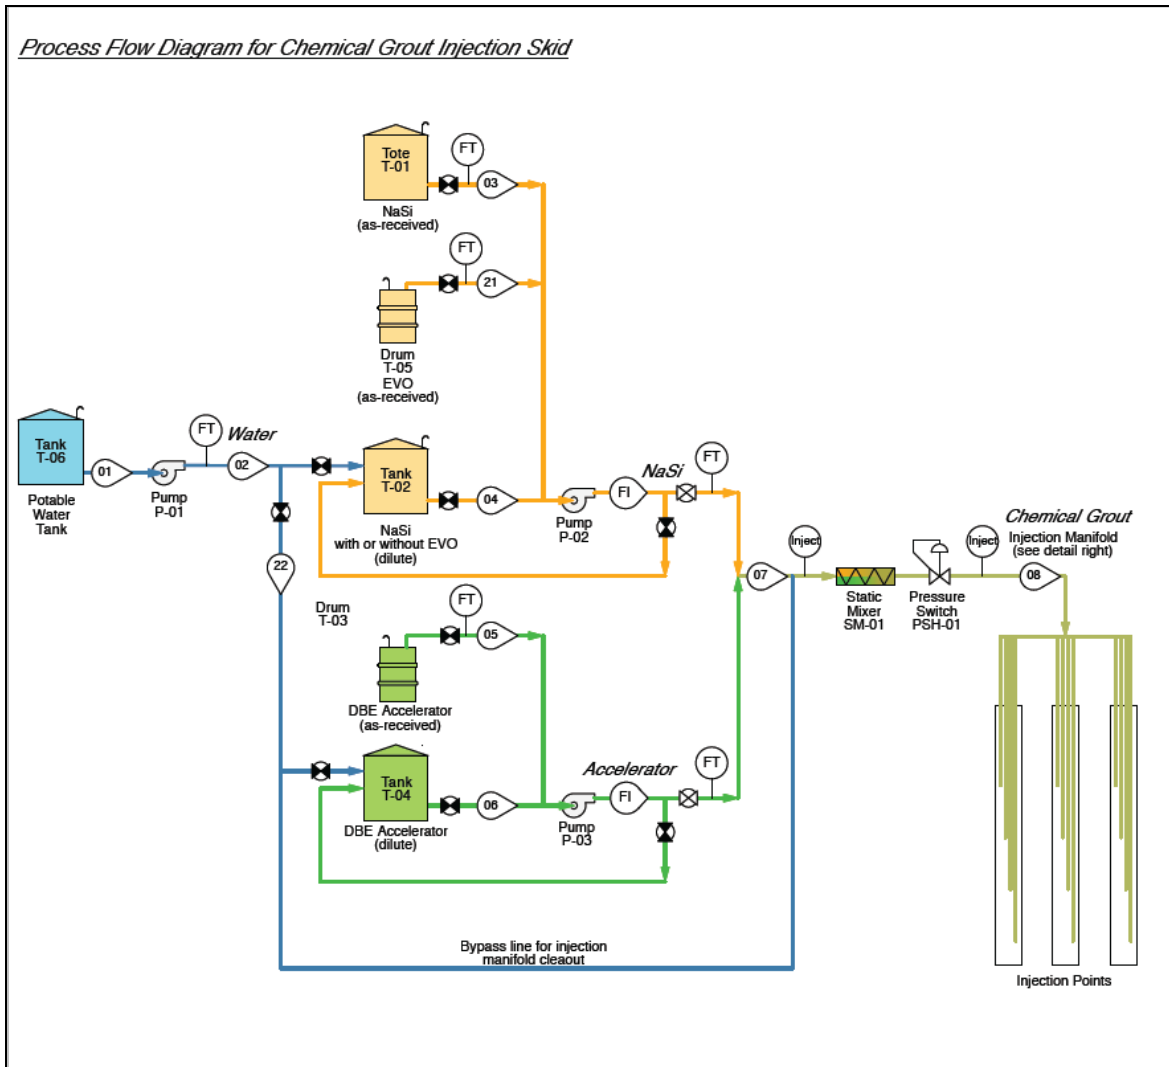 Process Flow Diagram for Chemical Grout Injection Skid
Tote
T-01
FT
03
NaSi
(as-received)
FT
21
Drum
T-05
EVO
(as-received)
Tank
T-06
01
Potable
Water
Tank
Pump
P-01
FT
Water
02
Tank
T-02
04
NaSi
with or without EVO
(dilute)
Pump
P-02
FI
NaSi
FT
22
Drum
T-03
FT
05
DBE Accelerator
(as-received)
Tank
T-04
06
DBE Accelerator
(dilute)
Pump
P-03
Accelerator
FI
FT
07
Inject
Static
Mixer
SM-01
Pressure
Switch
PSH-01
Inject
Chemical Grout
Injection Manifold
(see detail right)
08
Bypass line for injection
manifold cleaout
Injection Points